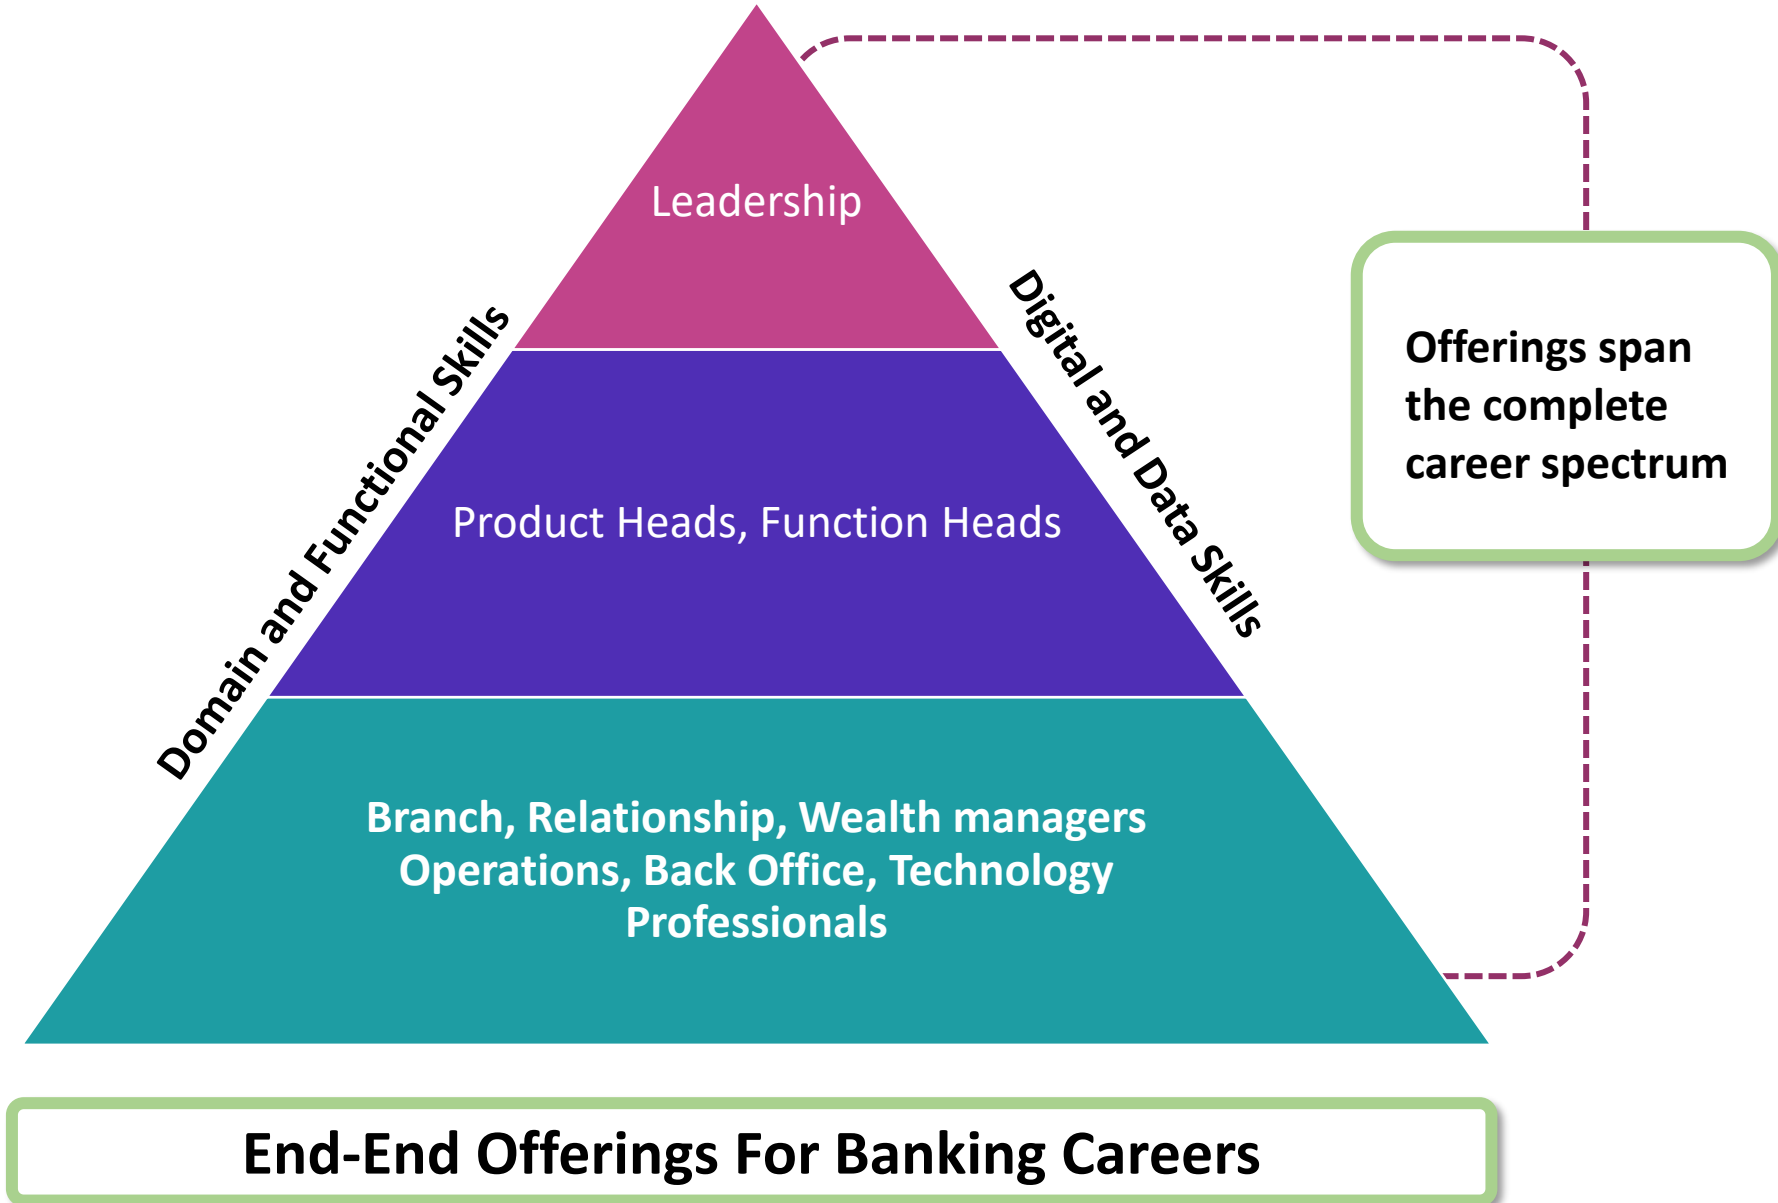 Leadership
Domain and Functional Skills
Digital and Data Skills
Offerings span
the complete
career spectrum
Product Heads, Function Heads
Branch, Relationship, Wealth managers
Operations, Back Office, Technology
Professionals
End-End Offerings For Banking Careers